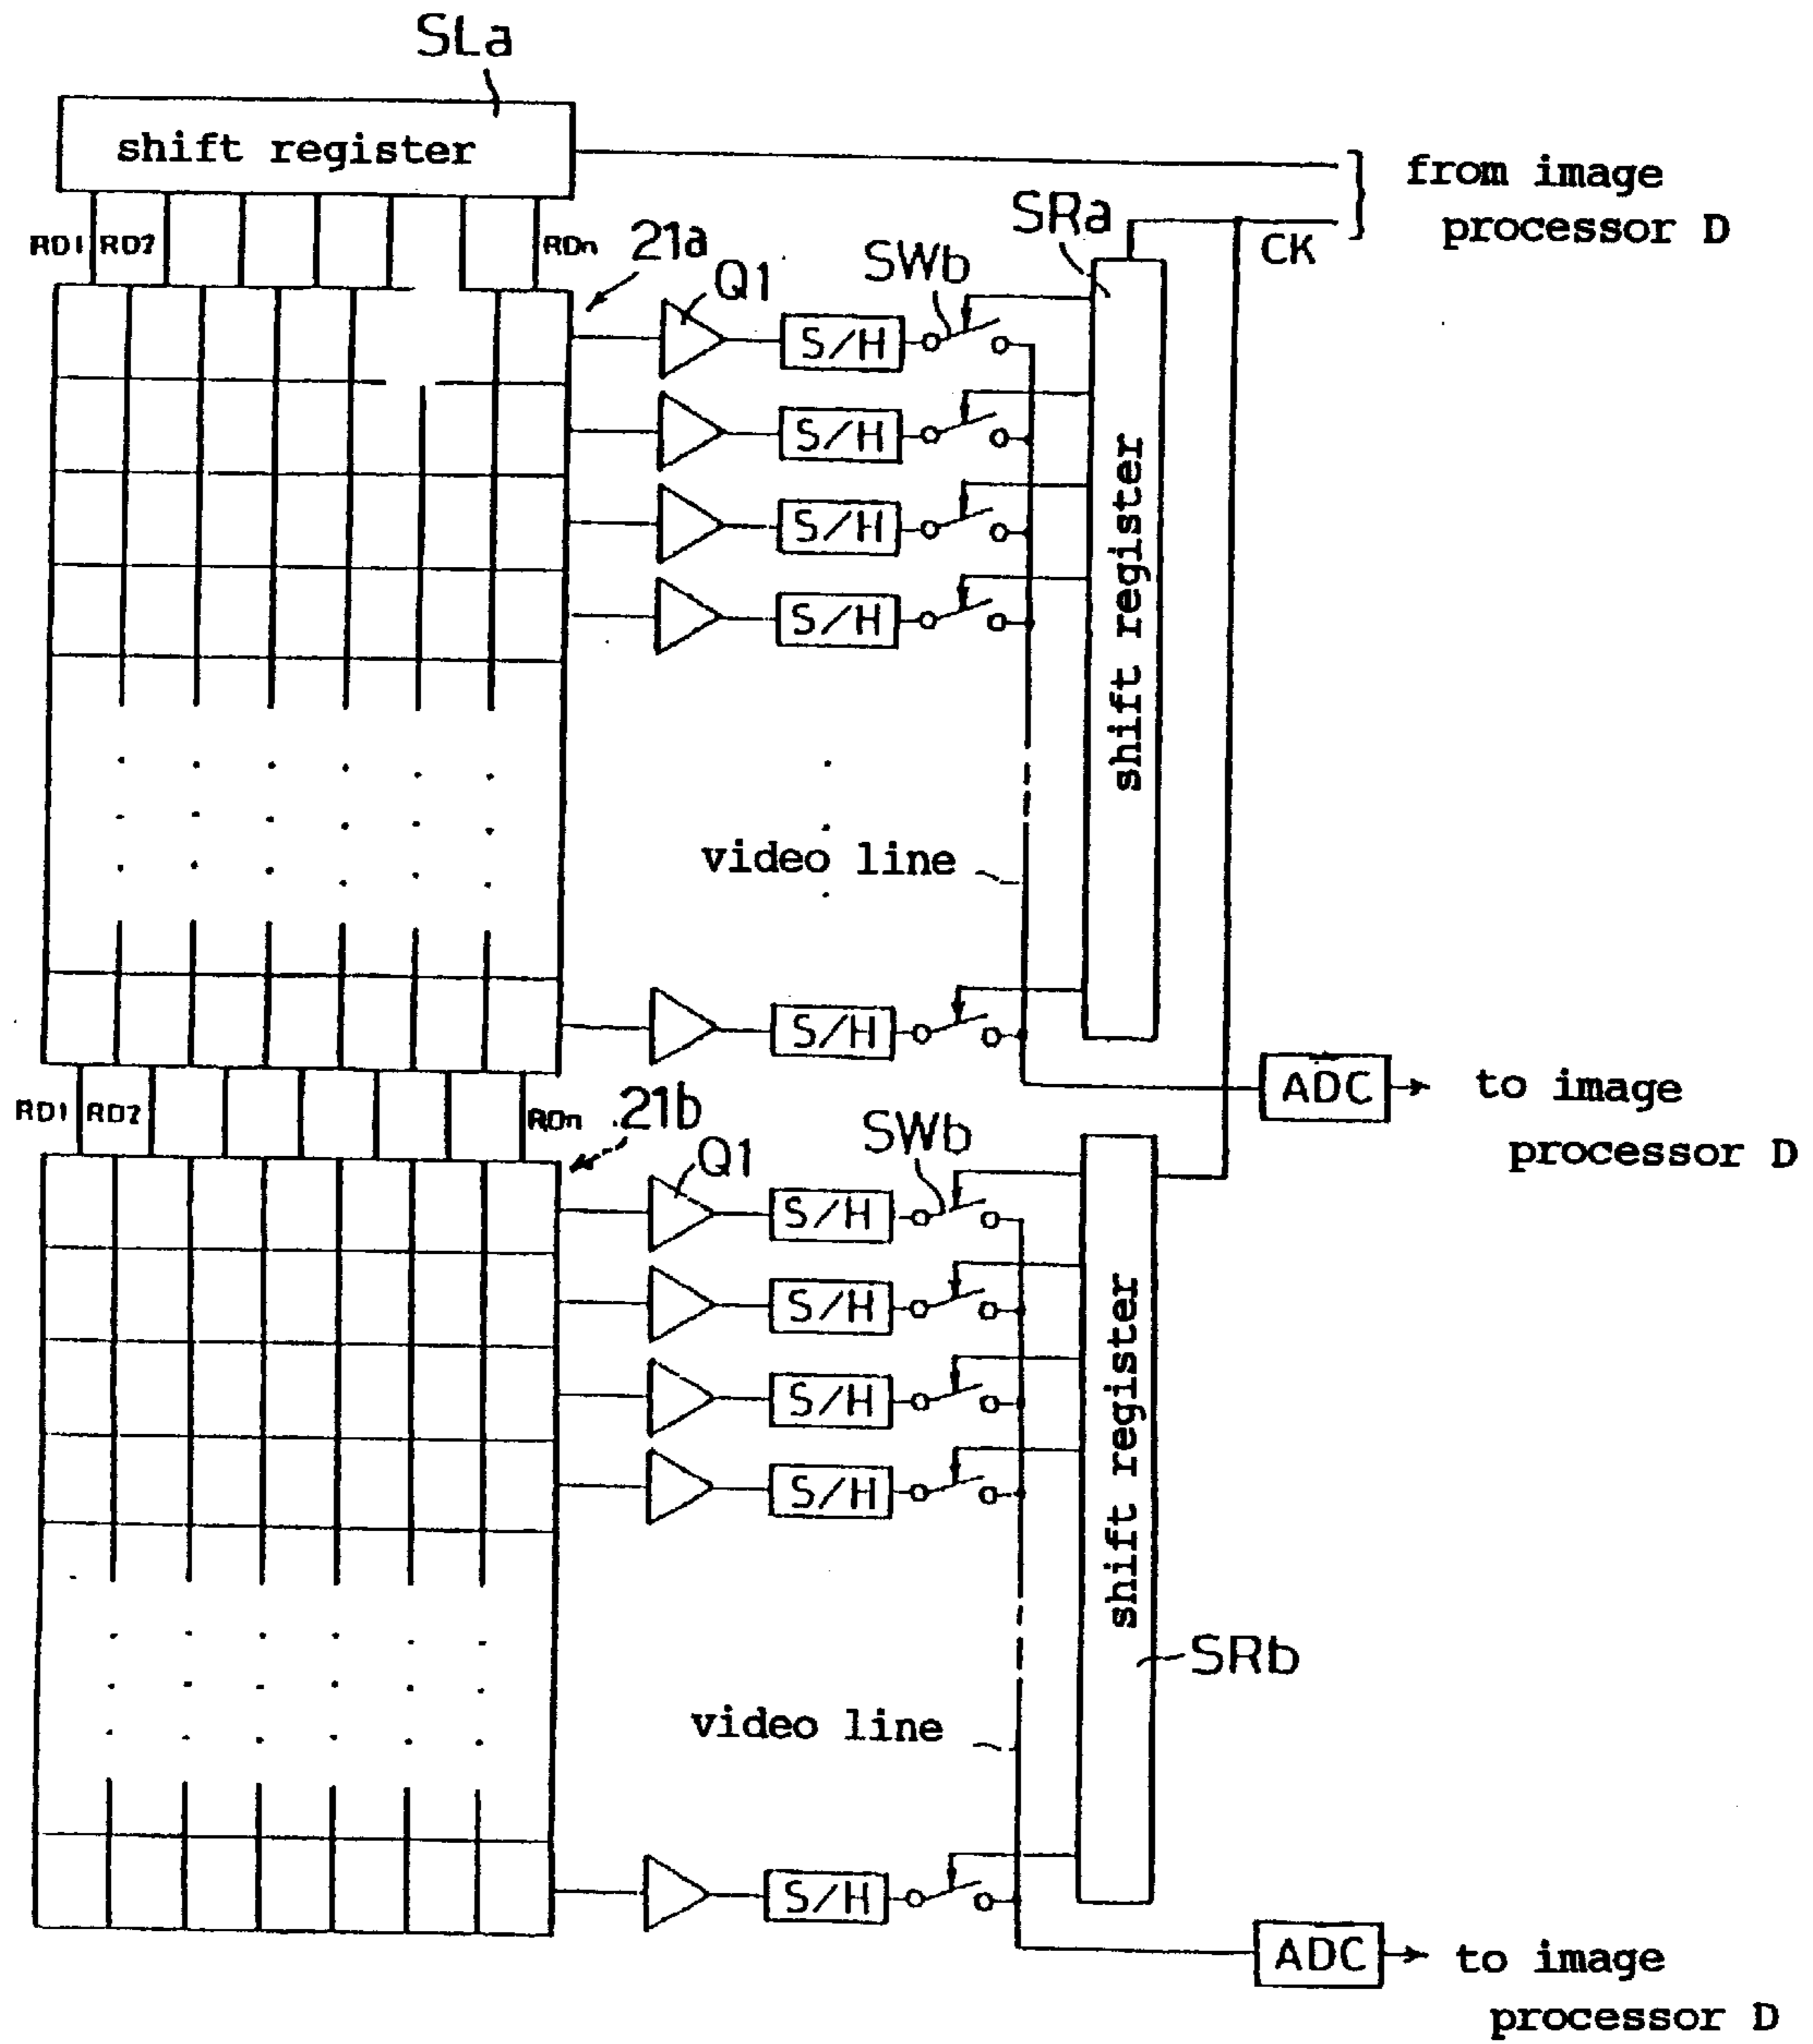 SLa
shift register
from image
processor D
RD1 RD2 RDn
21a
Q1
SWb
SRa
CK
S/H
S/H
S/H
S/H
shift register
video line
S/H
ADC
to image
processor D
RD1 RD2 RDn
21b
Q1
SWb
S/H
S/H
S/H
S/H
shift register
SRb
video line
S/H
ADC
to image
processor D